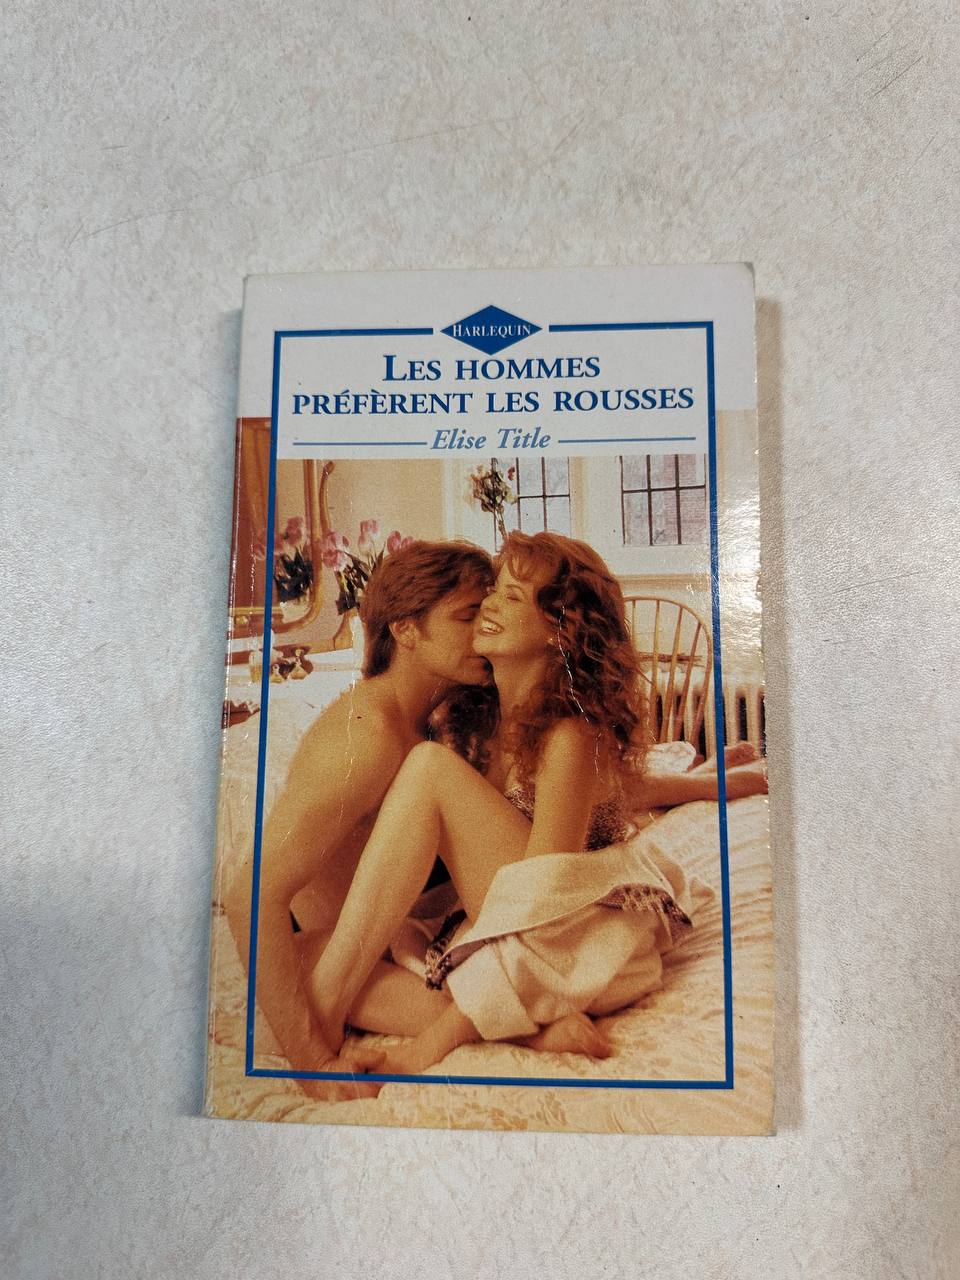 HARLEQUIN
LES HOMMES
PRÉFÈRENT LES ROUSSES
Elise Title